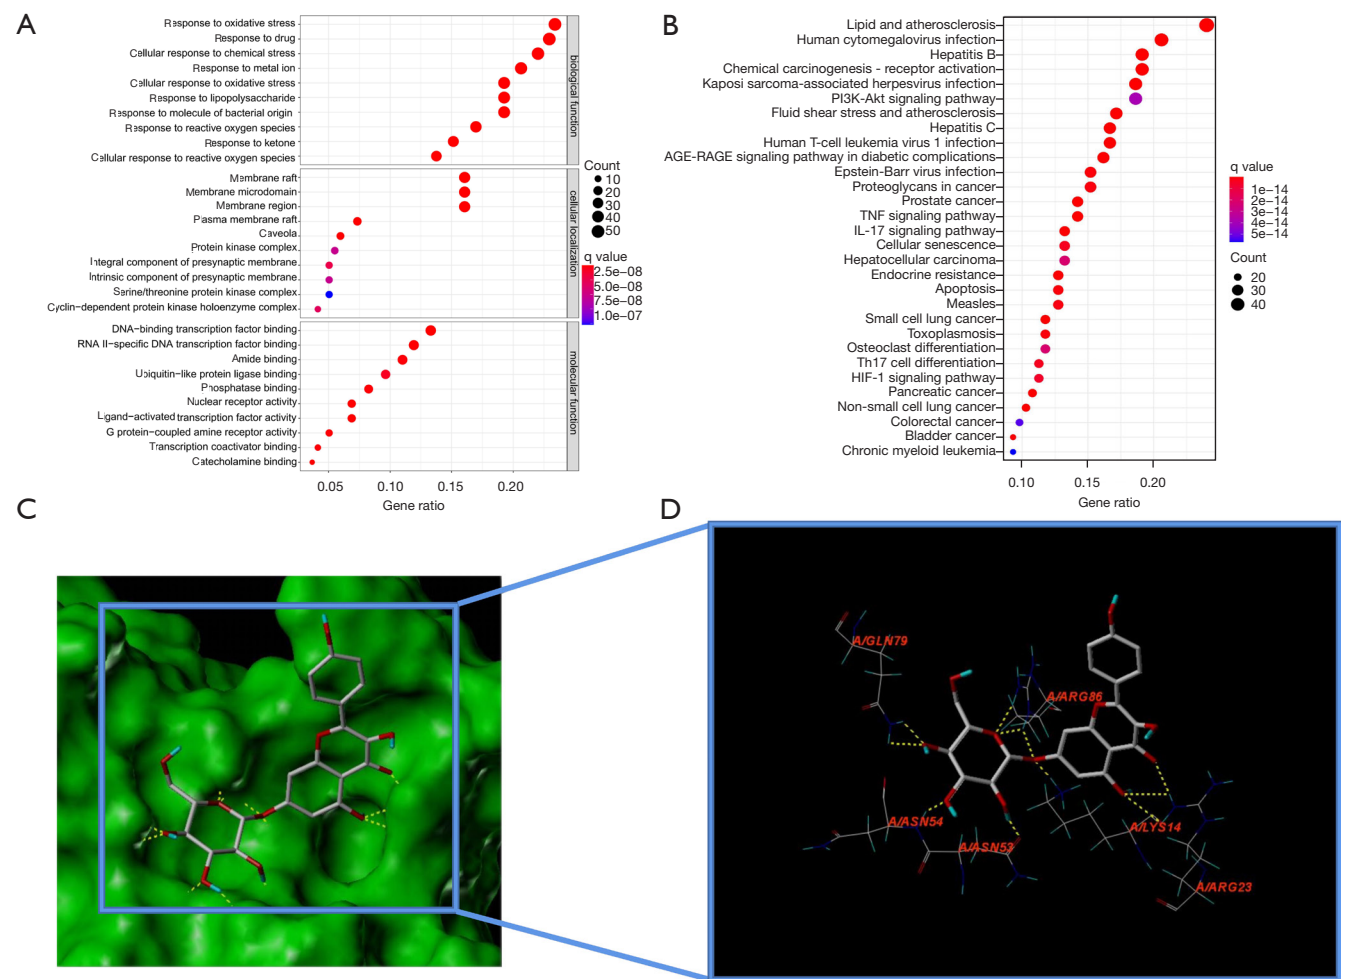 A
Response to oxidative stress
Response to drug
Cellular response to chemical stress
Response to metal ion
Cellular response to oxidative stress
Response to lipopolysaccharide
Response to molecule of bacterial origin
Response to reactive oxygen species
Response to ketone
Cellular response to reactive oxygen species
biological function
Membrane raft
Membrane microdomain
Membrane region
Plasma membrane raft
Caveola
Protein kinase complex
Integral component of presynaptic membrane
Intrinsic component of presynaptic membrane
Serine/threonine protein kinase complex
Cyclin-dependent protein kinase holoenzyme complex
cellular localization
DNA-binding transcription factor binding
RNA II-specific DNA transcription factor binding
Amide binding
Ubiquitin-like protein ligase binding
Phosphatase binding
Nuclear receptor activity
Ligand-activated transcription factor activity
G protein-coupled amine receptor activity
Transcription coactivator binding
Catecholamine binding
molecular function
0.05 0.10 0.15 0.20
Gene ratio
Count
10
20
30
40
50
q value
2.5e-08
5.0e-08
7.5e-08
1.0e-07
B
Lipid and atherosclerosis
Human cytomegalovirus infection
Hepatitis B
Chemical carcinogenesis - receptor activation
Kaposi sarcoma-associated herpesvirus infection
PI3K-Akt signaling pathway
Fluid shear stress and atherosclerosis
Hepatitis C
Human T-cell leukemia virus 1 infection
AGE-RAGE signaling pathway in diabetic complications
Epstein-Barr virus infection
Proteoglycans in cancer
Prostate cancer
TNF signaling pathway
IL-17 signaling pathway
Cellular senescence
Hepatocellular carcinoma
Endocrine resistance
Apoptosis
Measles
Small cell lung cancer
Toxoplasmosis
Osteoclast differentiation
Th17 cell differentiation
HIF-1 signaling pathway
Pancreatic cancer
Non-small cell lung cancer
Colorectal cancer
Bladder cancer
Chronic myeloid leukemia
0.10 0.15 0.20
Gene ratio
q value
1e-14
2e-14
3e-14
4e-14
5e-14
Count
20
30
40
C
D
A/GLN79
A/ARG86
A/ASN54
A/ASN53
A/LYS14
A/ARG23